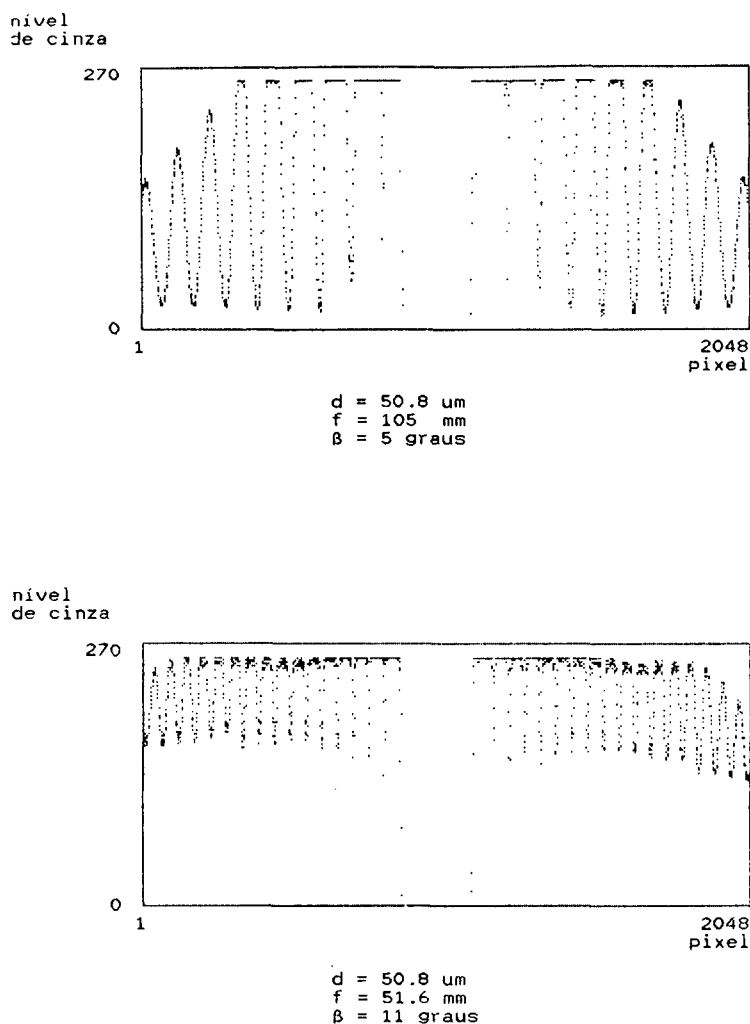 nível
de cinza
270
0
1
2048
pixel
d = 50.8 um
f = 105 mm
β = 5 graus
nível
de cinza
270
0
1
2048
pixel
d = 50.8 um
f = 51.6 mm
β = 11 graus